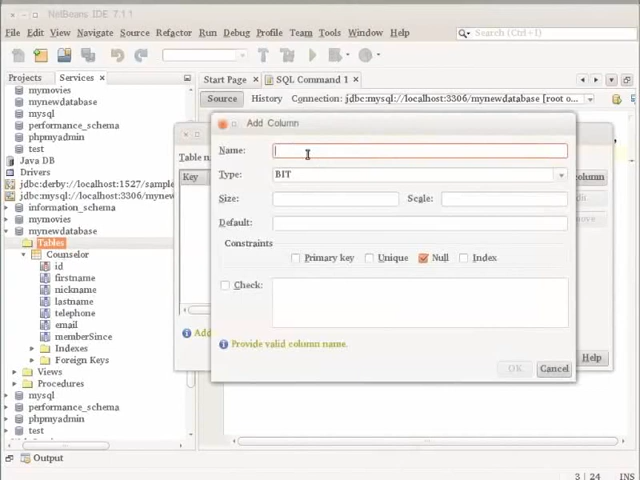 NetBeans IDE 7.1.1
File Edit View Navigate Source Refactor Run Debug Profile Team Tools Window Help
Search (Ctrl+I)
Projects Services
Start Page SQL Command 1
Source History Connection: jdbc:mysql://localhost:3306/mynewdatabase [root o...
mymovies
mynewdatabase
mysql
performance_schema
phpmyadmin
test
Java DB
Drivers
jdbc:derby://localhost:1527/sample
jdbc:mysql://localhost:3306/mynew
information_schema
mymovies
mynewdatabase
Tables
Counselor
id
firstname
nickname
lastname
telephone
email
memberSince
Indexes
Foreign Keys
Views
Procedures
mysql
performance_schema
phpmyadmin
test
Output
Table n
Key
Add
column
Help
Add Column
Name:
Type: BIT
Size: Scale:
Default:
Constraints
Primary key Unique Null Index
Check:
Provide valid column name.
OK Cancel
3 | 24 INS